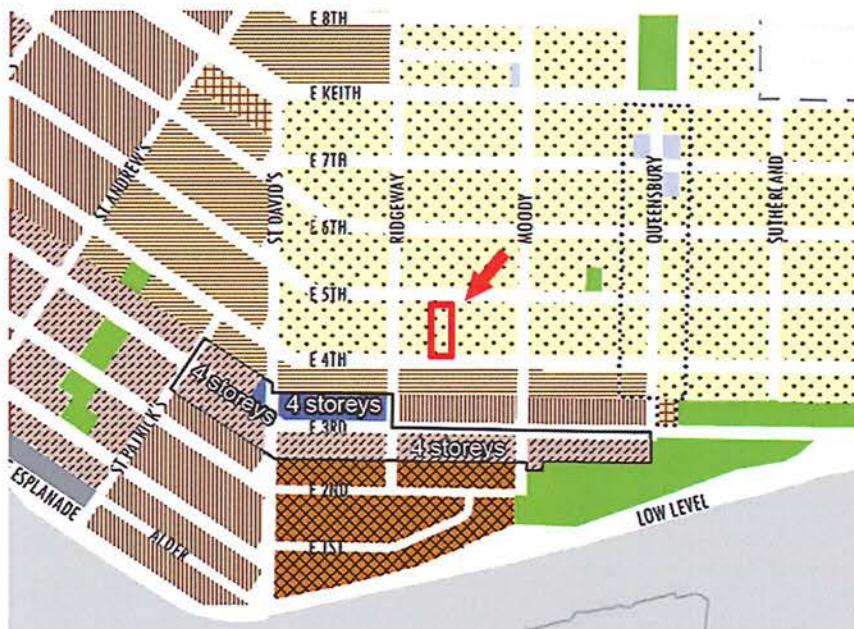 E 8TH
E KEITH
E 7TH
ST ANDREW'S
ST DAVID'S
RIDGEWAY
MOODY
QUEENSBURY
SUTHERLAND
E 6TH
E 5TH
E 4TH
4 storeys
4 storeys
E 3RD
4 storeys
ST PATRICK'S
ESPLANADE
E 2ND
LOW LEVEL
ALDER
E 1ST